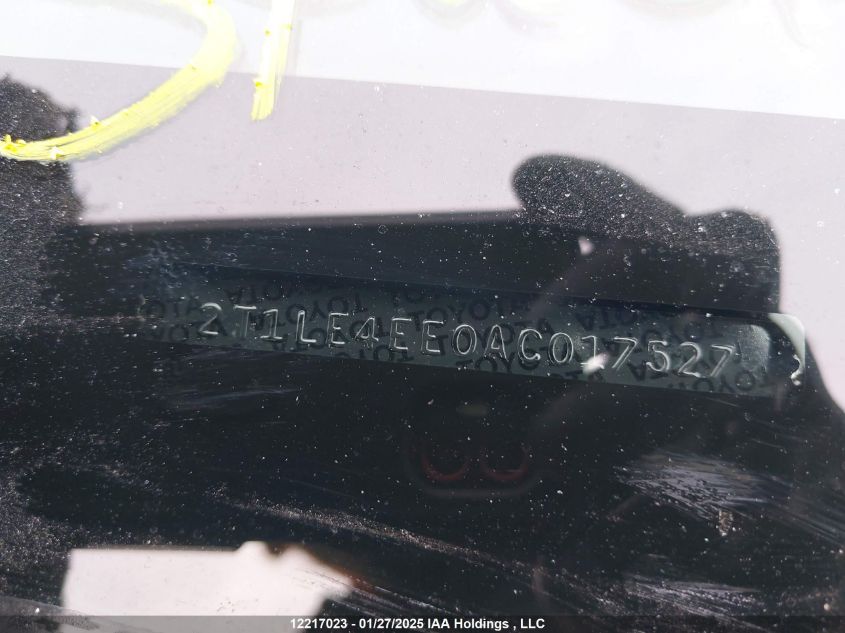 2T1LE4EE0AC017527
12217023 - 01/27/2025 IAA Holdings , LLC